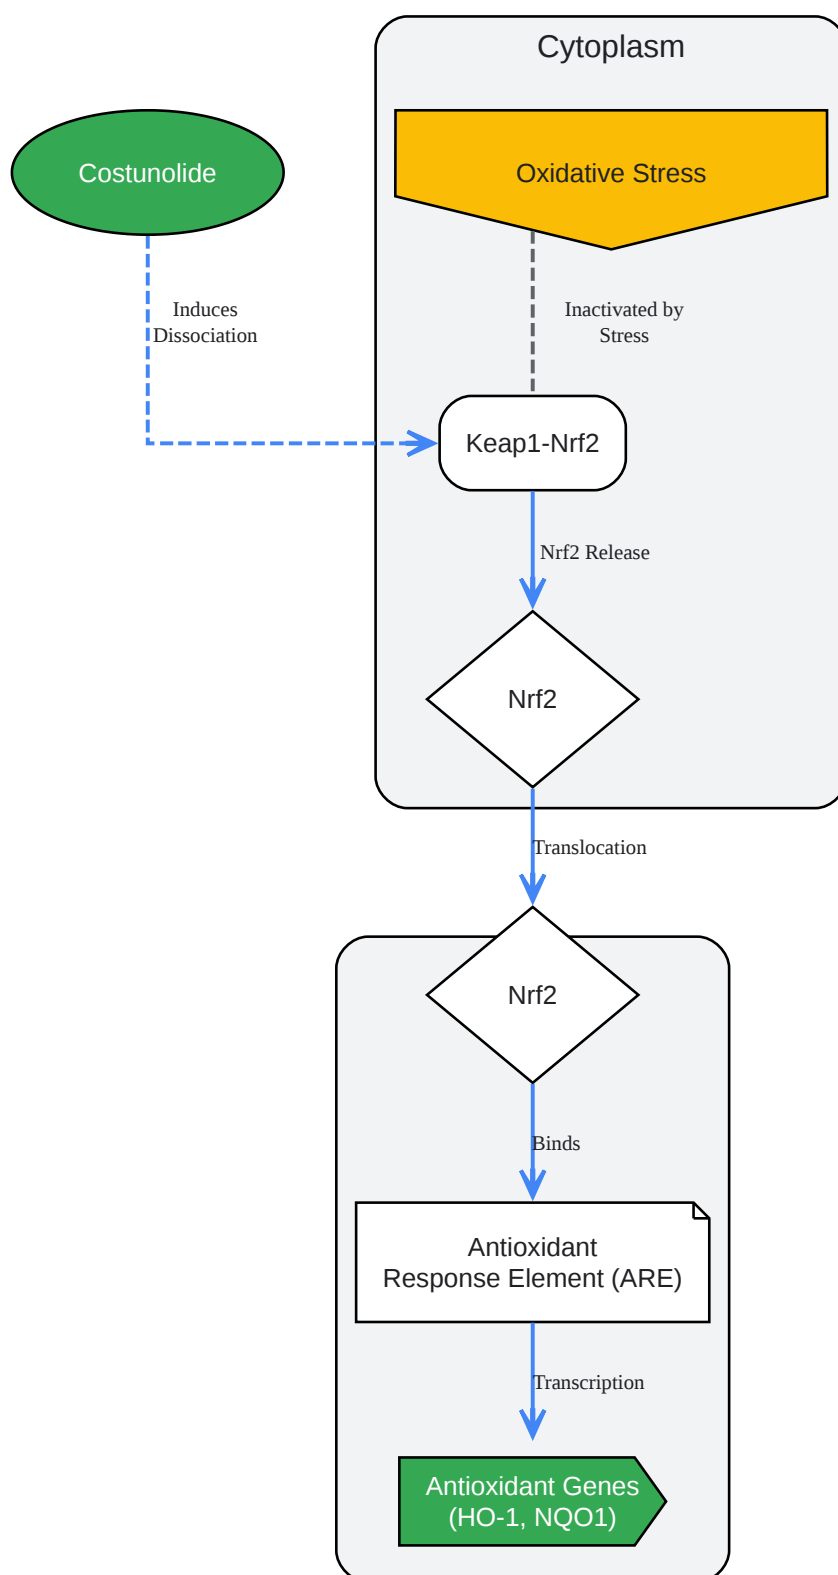 Cytoplasm
Costunolide
Oxidative Stress
Induces
Dissociation
Inactivated by
Stress
Keap1-Nrf2
Nrf2 Release
Nrf2
Translocation
Nrf2
Binds
Antioxidant
Response Element (ARE)
Transcription
Antioxidant Genes
(HO-1, NQO1)